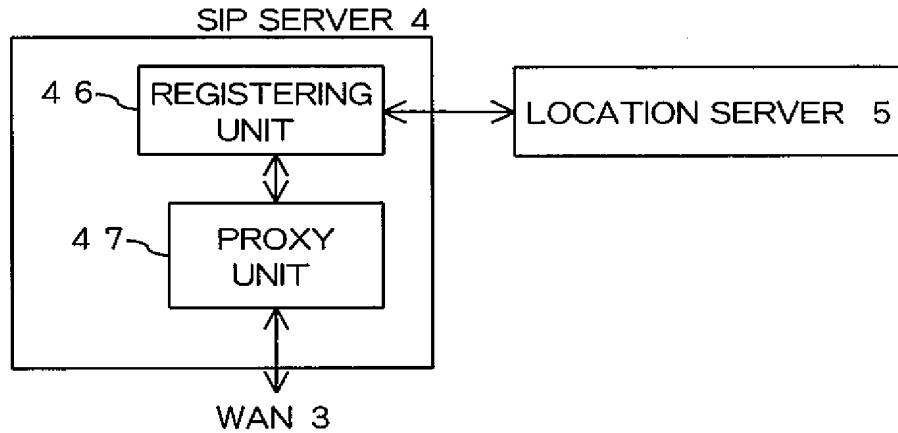 SIP SERVER 4
4 6
REGISTERING
UNIT
LOCATION SERVER 5
4 7
PROXY
UNIT
WAN 3